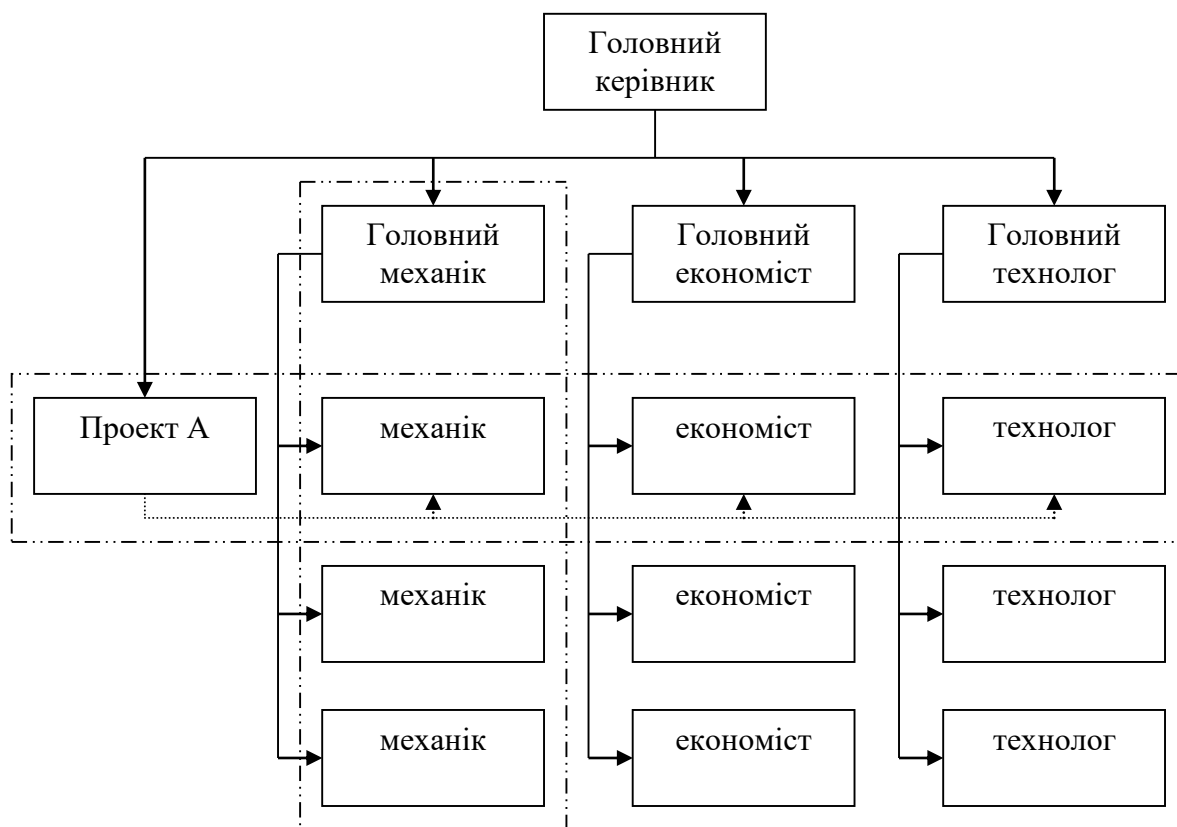 Головний
керівник
Головний
механік
Головний
економіст
Головний
технолог
Проект А
механік
економіст
технолог
механік
економіст
технолог
механік
економіст
технолог